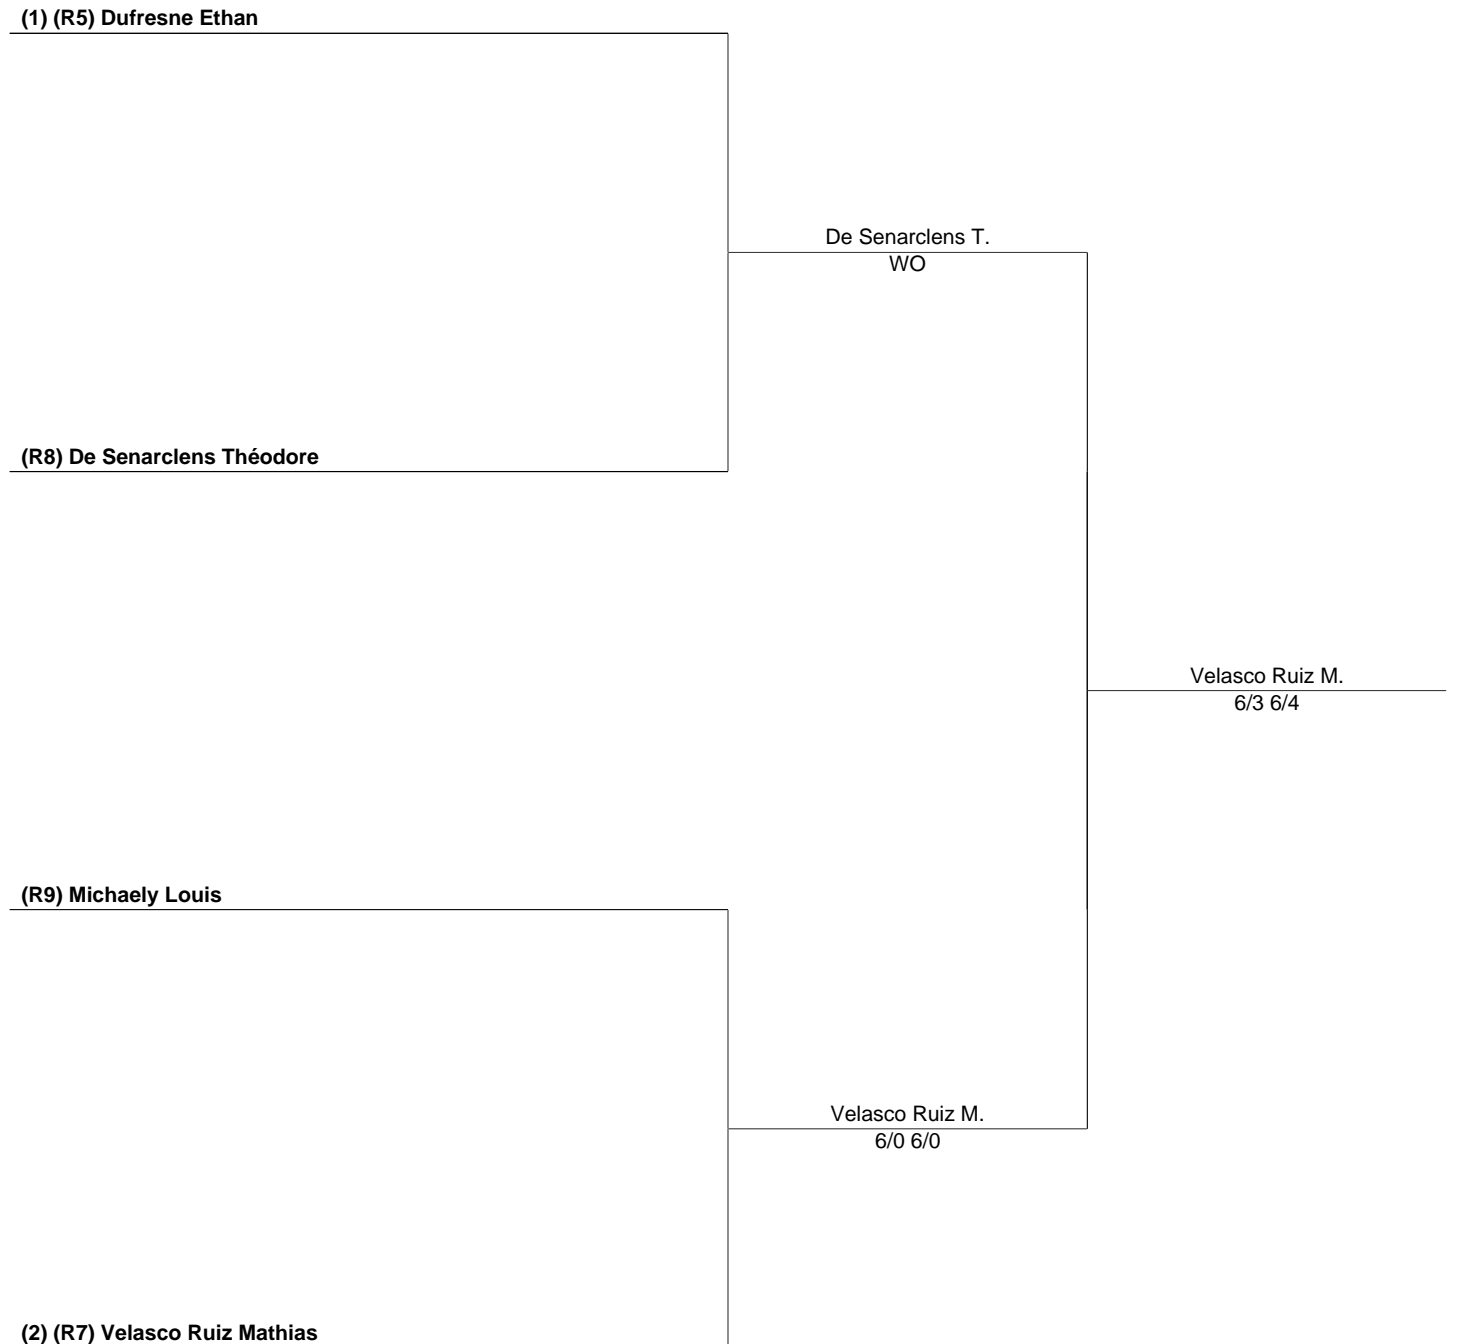 (1) (R5) Dufresne Ethan
De Senarclens T.
WO
(R8) De Senarclens Théodore
Velasco Ruiz M.
6/3 6/4
(R9) Michaely Louis
Velasco Ruiz M.
6/0 6/0
(2) (R7) Velasco Ruiz Mathias